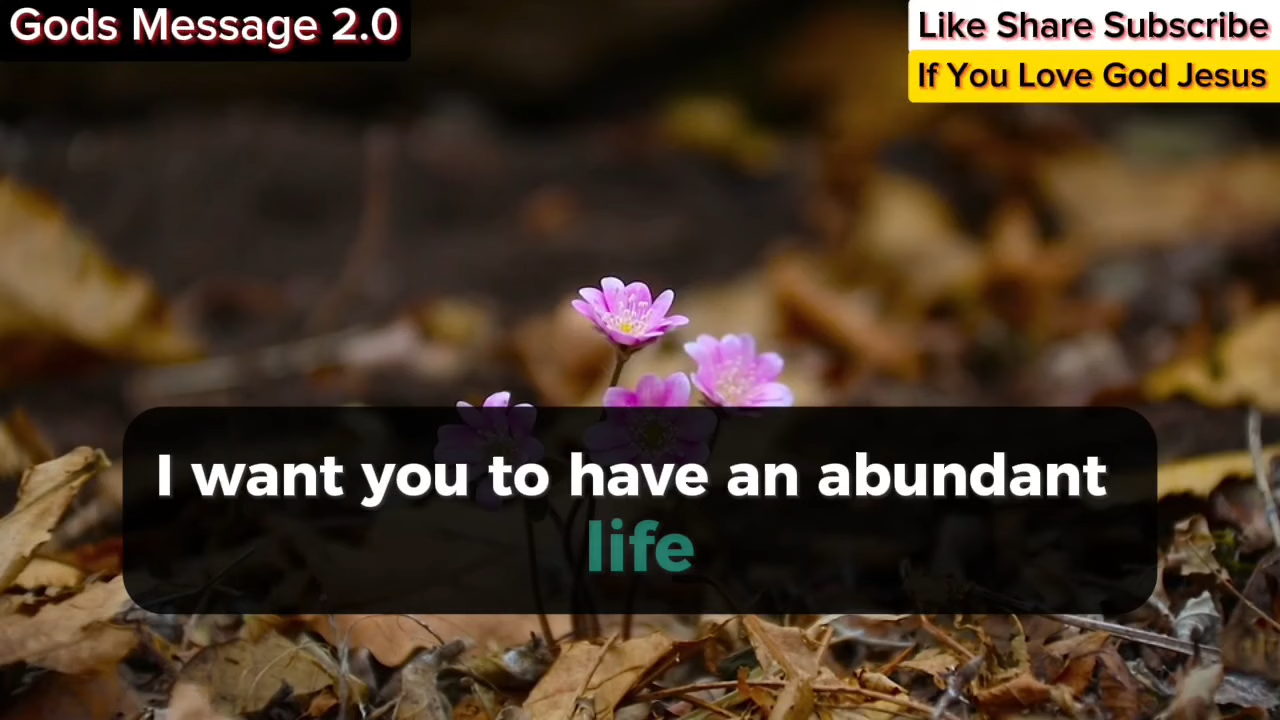 Gods Message 2.0
Like Share Subscribe
If You Love God Jesus
I want you to have an abundant
life